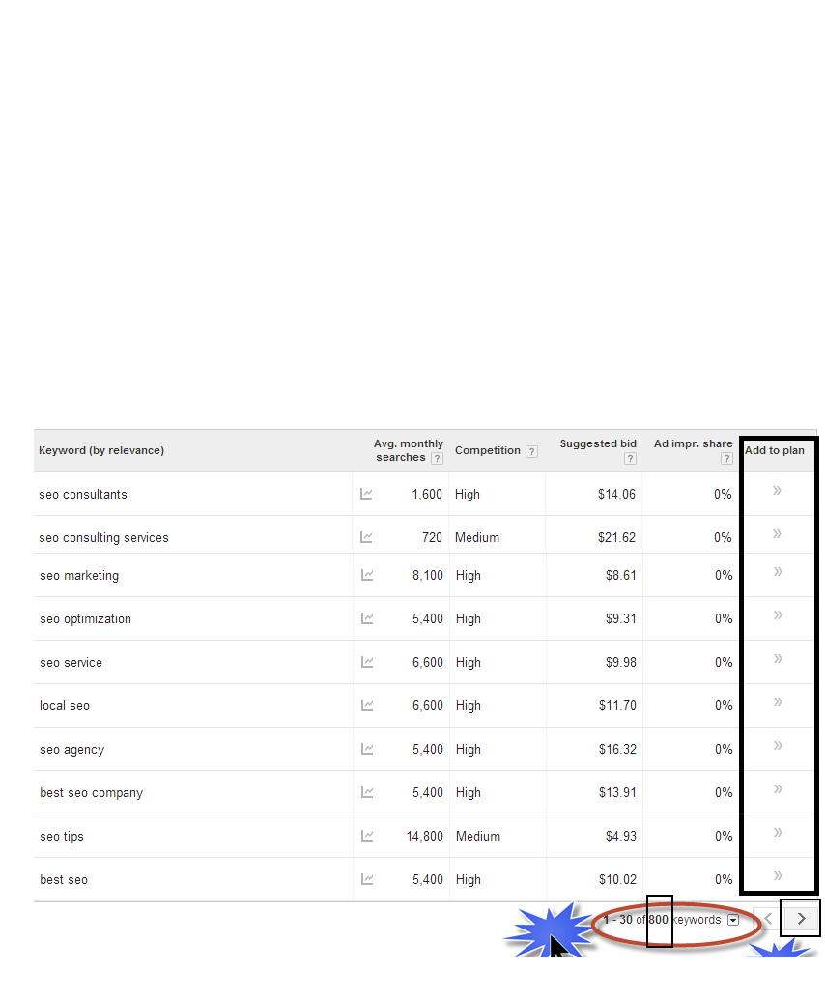 Keyword (by relevance) Avg. monthly searches ? Competition ? Suggested bid ? Ad impr. share ? Add to plan
seo consultants 1,600 High $14.06 0% »
seo consulting services 720 Medium $21.62 0% »
seo marketing 8,100 High $8.61 0% »
seo optimization 5,400 High $9.31 0% »
seo service 6,600 High $9.98 0% »
local seo 6,600 High $11.70 0% »
seo agency 5,400 High $16.32 0% »
best seo company 5,400 High $13.91 0% »
seo tips 14,800 Medium $4.93 0% »
best seo 5,400 High $10.02 0% »
1 - 30 of 800 keywords